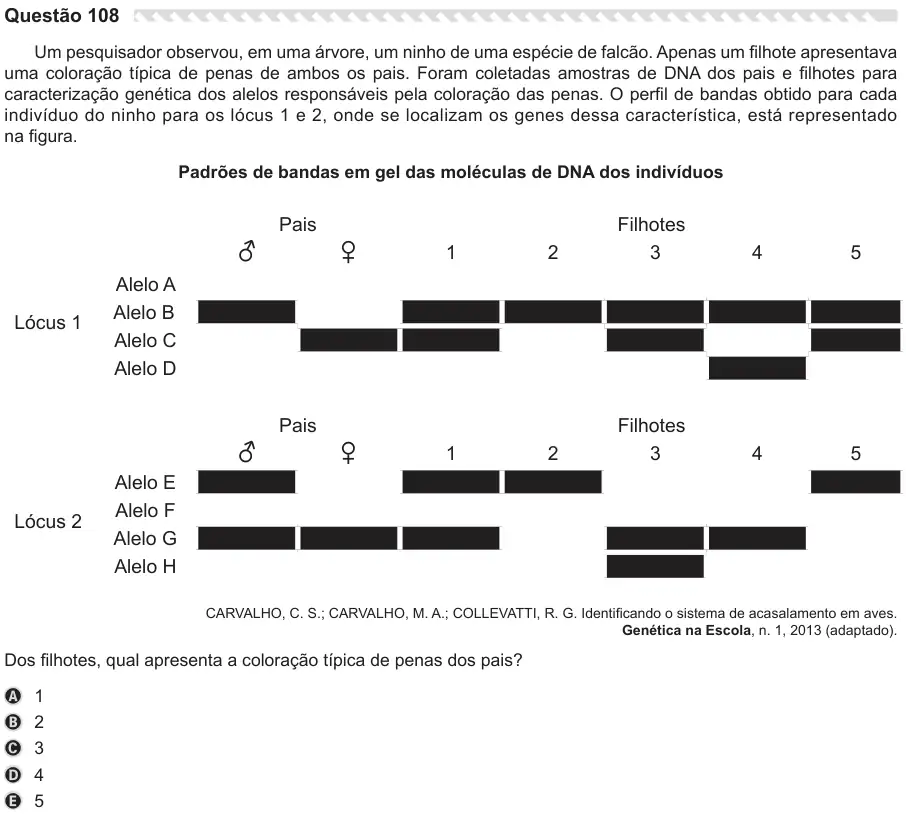 Questão 108
Um pesquisador observou, em uma árvore, um ninho de uma espécie de falcão. Apenas um filhote apresentava
uma coloração típica de penas de ambos os pais. Foram coletadas amostras de DNA dos pais e filhotes para
caracterização genética dos alelos responsáveis pela coloração das penas. O perfil de bandas obtido para cada
indivíduo do ninho para os lócus 1 e 2, onde se localizam os genes dessa característica, está representado
na figura.
Padrões de bandas em gel das moléculas de DNA dos indivíduos
Pais Filhotes
♂ ♀ 1 2 3 4 5
Alelo A
Lócus 1 Alelo B
Alelo C
Alelo D
Pais Filhotes
♂ ♀ 1 2 3 4 5
Alelo E
Lócus 2 Alelo F
Alelo G
Alelo H
CARVALHO, C. S.; CARVALHO, M. A.; COLLEVATTI, R. G. Identificando o sistema de acasalamento em aves.
Genética na Escola, n. 1, 2013 (adaptado).
Dos filhotes, qual apresenta a coloração típica de penas dos pais?
A 1
B 2
C 3
D 4
E 5